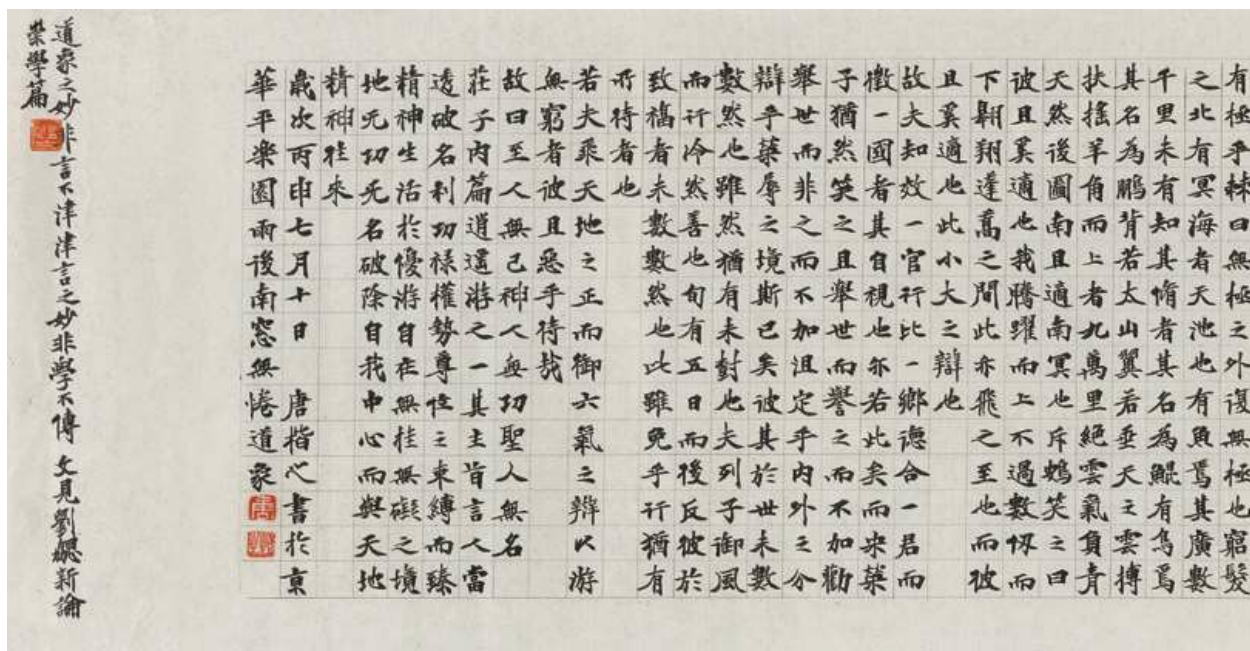 有極乎棘曰無極之外復無極也窮髮
之北有冥海者天池也有魚焉其廣數
千里未有知其脩者其名為鯤有鳥焉
其名為鵬背若太山翼若垂天之雲搏
扶搖羊角而上者九萬里絕雲氣負青
天然後圖南且適南冥也斥鴳笑之曰
彼且奚適也我騰躍而上不過數仞而
下翱翔蓬蒿之間此亦飛之至也而彼
且奚適也此小大之辯也
故夫知效一官行比一鄉德合一君而
徵一國者其自視也亦若此矣而宋榮
子猶然笑之且舉世而譽之而不加勸
舉世而非之而不加沮定乎內外之分
辯乎榮辱之境斯已矣彼其於世未數
數然也雖然猶有未樹也夫列子御風
而行冷然善也旬有五日而後反彼於
致福者未數數然也此雖免乎行猶有
所待者也
若夫乘天地之正而御六氣之辯以游
無窮者彼且惡乎待哉
故曰至人無己神人無功聖人無名
莊子內篇逍遙游之一其主旨言人當
透破名利功祿權勢尊位之束縛而臻
精神生活於優游自在無桂無礙之境
地无功无名破除自我中心而與天地
精神往來
歲次丙申七月十日 唐楷心書於京
華平樂園雨後南窓無倦道象
道象之妙非言不津津言之妙非學不傳 文見劉勰新論
崇學篇